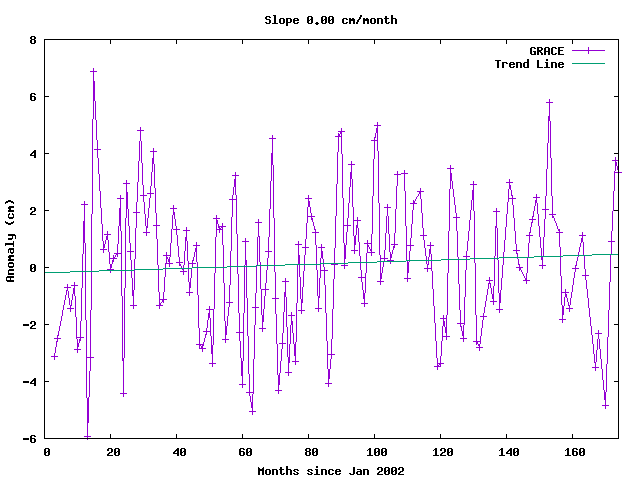 Slope 0.00 cm/month
GRACE
Trend Line
8
6
4
2
0
-2
-4
-6
Anomaly (cm)
0 20 40 60 80 100 120 140 160
Months since Jan 2002